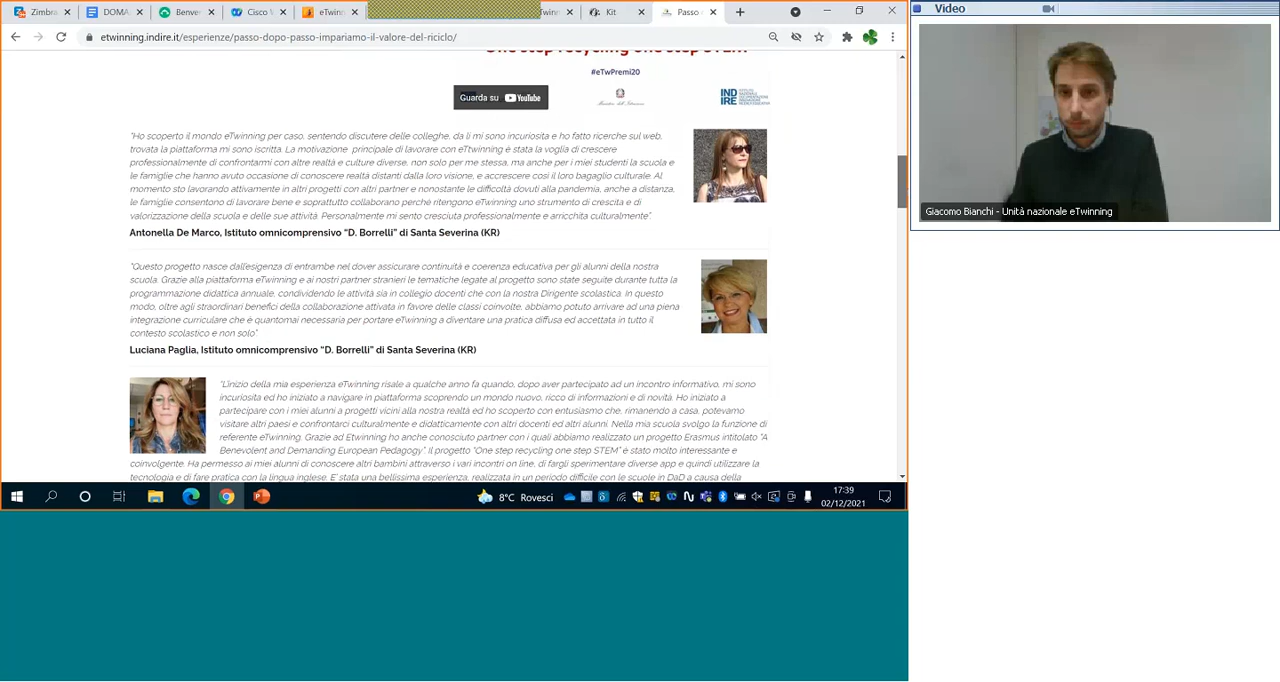 Zimbra
DOMA
Benver
Cisco W
eTwinn
Kit
Passo
Video
etwinning.indire.it/esperienze/passo-dopo-passo-impariamo-il-valore-del-riciclo/
#eTwPremi20
Guarda su YouTube
INDIRE
"Ho scoperto il mondo eTwinning per caso, sentendo discutere delle colleghe, da lì mi sono incuriosita e ho fatto ricerche sul web,
trovata la piattaforma mi sono iscritta. La motivazione principale di lavorare con eTtwinning è stata la voglia di crescere
professionalmente di confrontarmi con altre realtà e culture diverse, non solo per me stessa, ma anche per i miei studenti la scuola e
le famiglie che hanno avuto occasione di conoscere realtà distanti dalla loro visione, e accrescere così il loro bagaglio culturale. Al
momento sto lavorando attivamente in altri progetti con altri partner e nonostante le difficoltà dovuti alla pandemia, anche a distanza,
le famiglie consentono di lavorare bene e soprattutto collaborano perché ritengono eTwinning uno strumento di crescita e di
valorizzazione della scuola e delle sue attività. Personalmente mi sento cresciuta professionalmente e arricchita culturalmente".
Antonella De Marco, Istituto omnicomprensivo "D. Borrelli" di Santa Severina (KR)
"Questo progetto nasce dall'esigenza di entrambe nel dover assicurare continuità e coerenza educativa per gli alunni della nostra
scuola. Grazie alla piattaforma eTwinning e ai nostri partner stranieri le tematiche legate al progetto sono state seguite durante tutta la
programmazione didattica annuale, condividendo le attività sia in collegio docenti che con la nostra Dirigente scolastica. In questo
modo, oltre agli straordinari benefici della collaborazione attivata in favore delle classi coinvolte, abbiamo potuto arrivare ad una piena
integrazione curriculare che è quantomai necessaria per portare eTwinning a diventare una pratica diffusa ed accettata in tutto il
contesto scolastico e non solo"
Luciana Paglia, Istituto omnicomprensivo "D. Borrelli" di Santa Severina (KR)
"L'inizio della mia esperienza eTwinning risale a qualche anno fa quando, dopo aver partecipato ad un incontro informativo, mi sono
incuriosita ed ho iniziato a navigare in piattaforma scoprendo un mondo nuovo, ricco di informazioni e di novità. Ho iniziato a
partecipare con i miei alunni a progetti vicini alla nostra realtà ed ho scoperto con entusiasmo che, rimanendo a casa, potevamo
visitare altri paesi e confrontarci culturalmente e didatticamente con altri docenti ed altri alunni. Nella mia scuola svolgo la funzione di
referente eTwinning. Grazie ad Etwinning ho anche conosciuto partner con i quali abbiamo realizzato un progetto Erasmus intitolato "A
Benevolent and Demanding European Pedagogy". Il progetto "One step recycling one step STEM" è stato molto interessante e
coinvolgente. Ha permesso ai miei alunni di conoscere altri bambini attraverso i vari incontri on line, di fargli sperimentare diverse app e quindi utilizzare la
tecnologia e di fare pratica con la lingua inglese. E' stata una bellissima esperienza, realizzata in un periodo difficile con le scuole in DaD a causa della
8°C Rovesci
17:39
02/12/2021
Giacomo Bianchi - Unità nazionale eTwinning